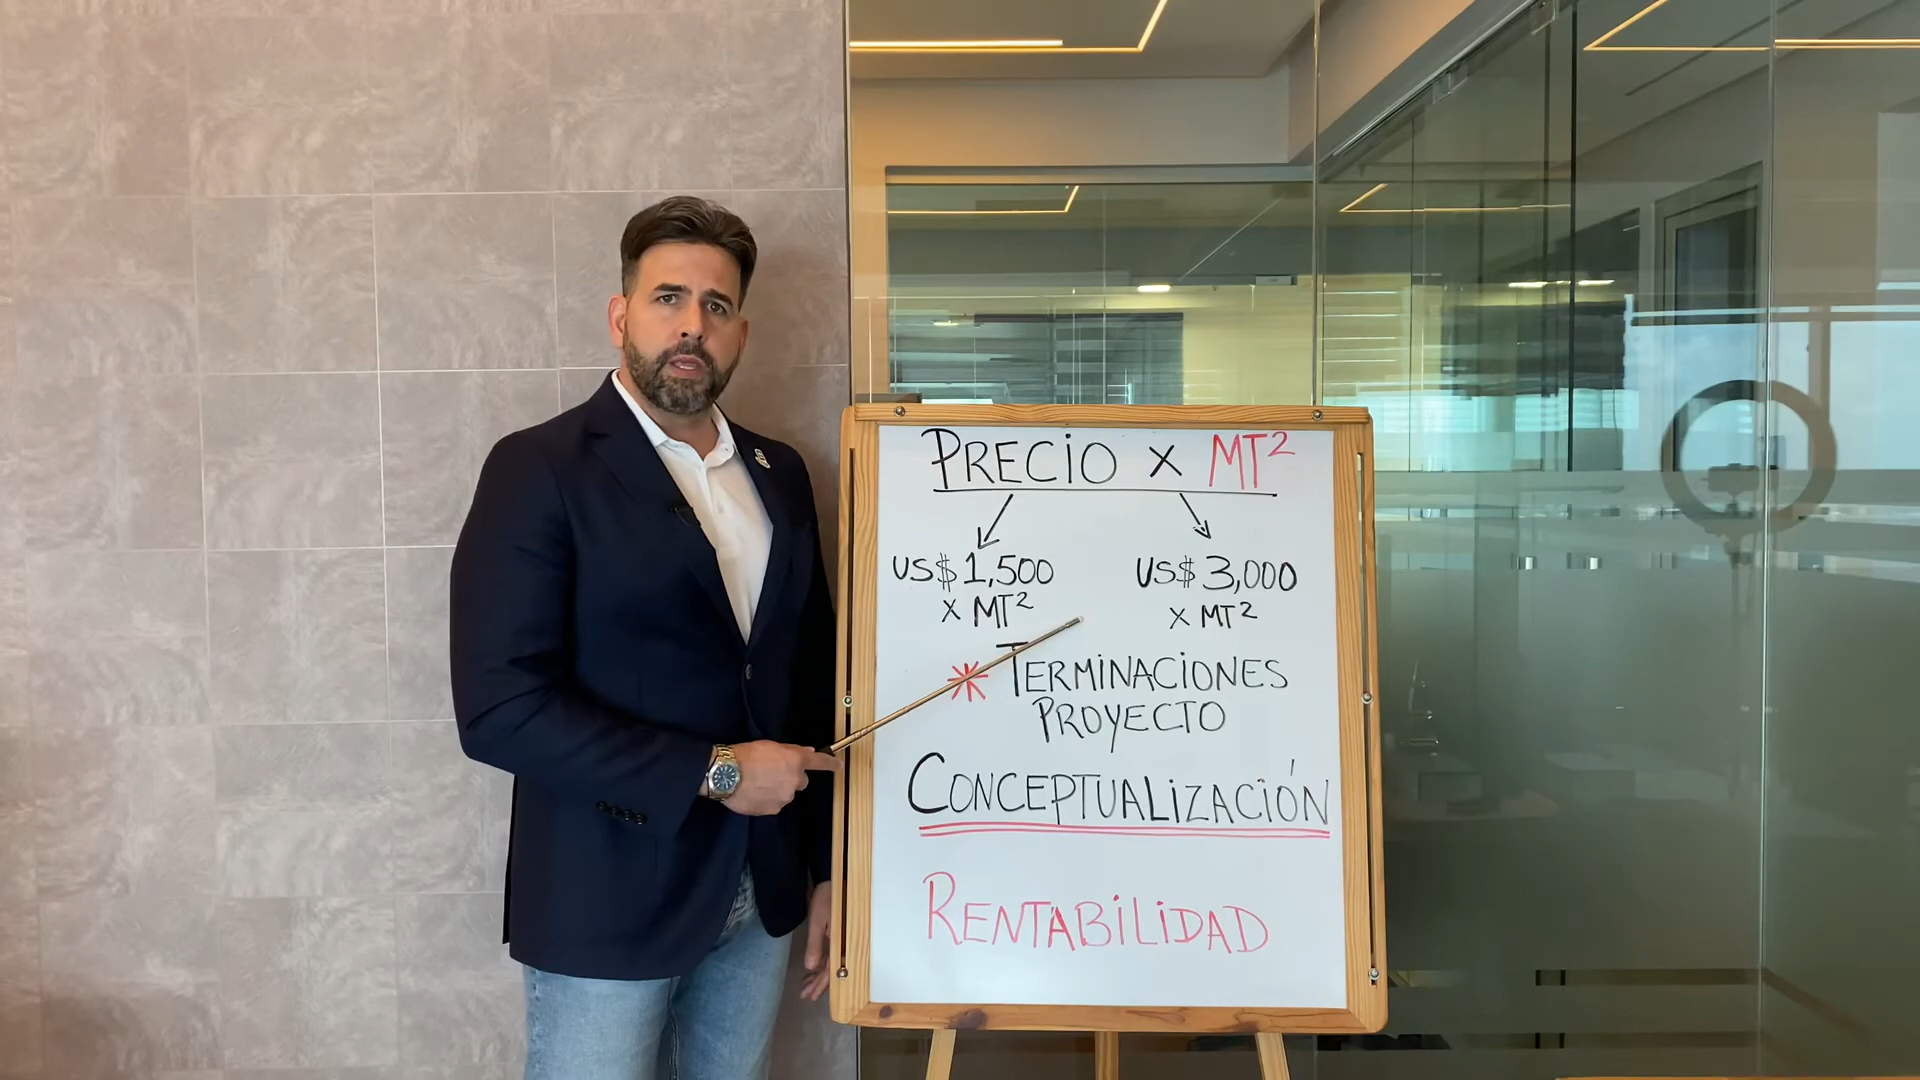 PRECIO X MT²
US$ 1,500
X MT²
US$ 3,000
X MT²
* TERMINACIONES
PROYECTO
CONCEPTUALIZACIÓN
RENTABILIDAD